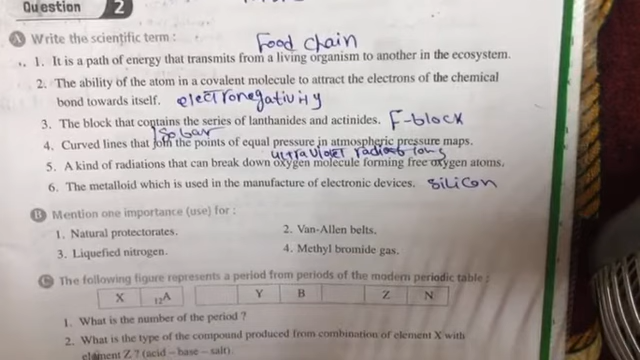 Question 2
A Write the scientific term :
Food chain
1. It is a path of energy that transmits from a living organism to another in the ecosystem.
2. The ability of the atom in a covalent molecule to attract the electrons of the chemical
bond towards itself. electronegativity
3. The block that contains the series of lanthanides and actinides. F-block
Isobar
4. Curved lines that join the points of equal pressure in atmospheric pressure maps.
ultraviolet radiations
5. A kind of radiations that can break down oxygen molecule forming free oxygen atoms.
6. The metalloid which is used in the manufacture of electronic devices. silicon
B Mention one importance (use) for :
1. Natural protectorates. 2. Van-Allen belts.
3. Liquefied nitrogen. 4. Methyl bromide gas.
C The following figure represents a period from periods of the modern periodic table :
X 12A Y B Z N
1. What is the number of the period ?
2. What is the type of the compound produced from combination of element X with
element Z ? (acid – base – salt).